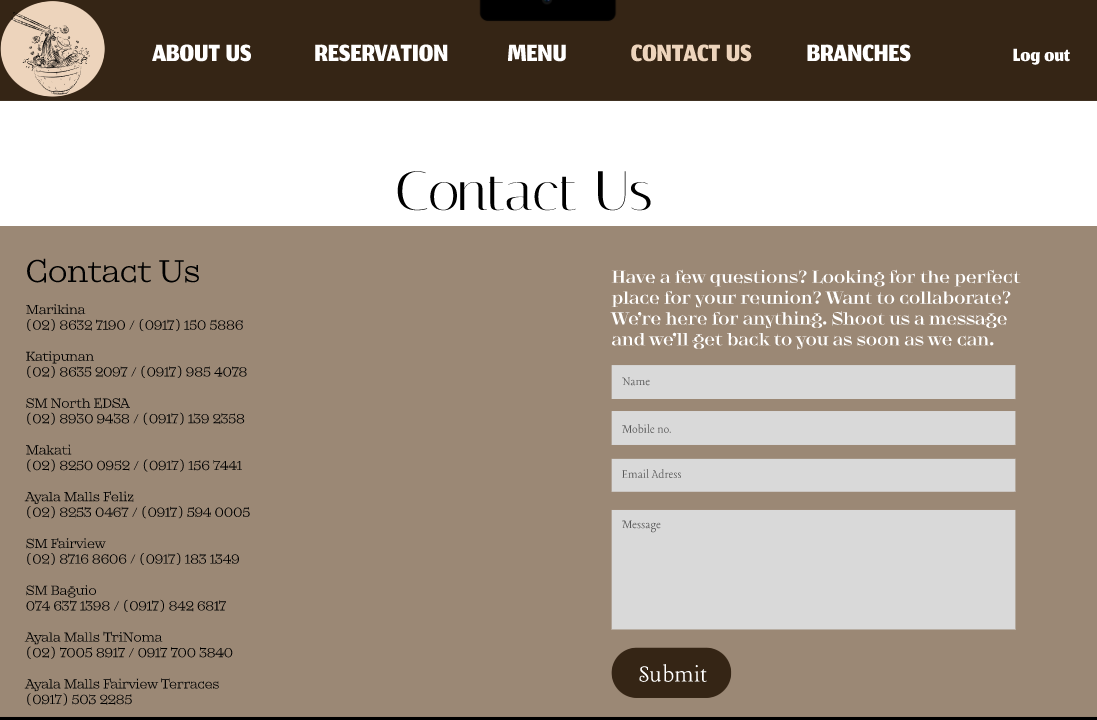 ABOUT US
RESERVATION
MENU
CONTACT US
BRANCHES
Log out
Contact Us
Contact Us
Marikina
(02) 8632 7190 / (0917) 150 5886
Katipunan
(02) 8635 2097 / (0917) 985 4078
SM North EDSA
(02) 8930 9438 / (0917) 139 2358
Makati
(02) 8250 0952 / (0917) 156 7441
Ayala Malls Feliz
(02) 8253 0467 / (0917) 594 0005
SM Fairview
(02) 8716 8606 / (0917) 183 1349
SM Baguio
074 637 1398 / (0917) 842 6817
Ayala Malls TriNoma
(02) 7005 8917 / 0917 700 3840
Ayala Malls Fairview Terraces
(0917) 503 2285
Have a few questions? Looking for the perfect
place for your reunion? Want to collaborate?
We're here for anything. Shoot us a message
and we'll get back to you as soon as we can.
Name
Mobile no.
Email Adress
Message
Submit